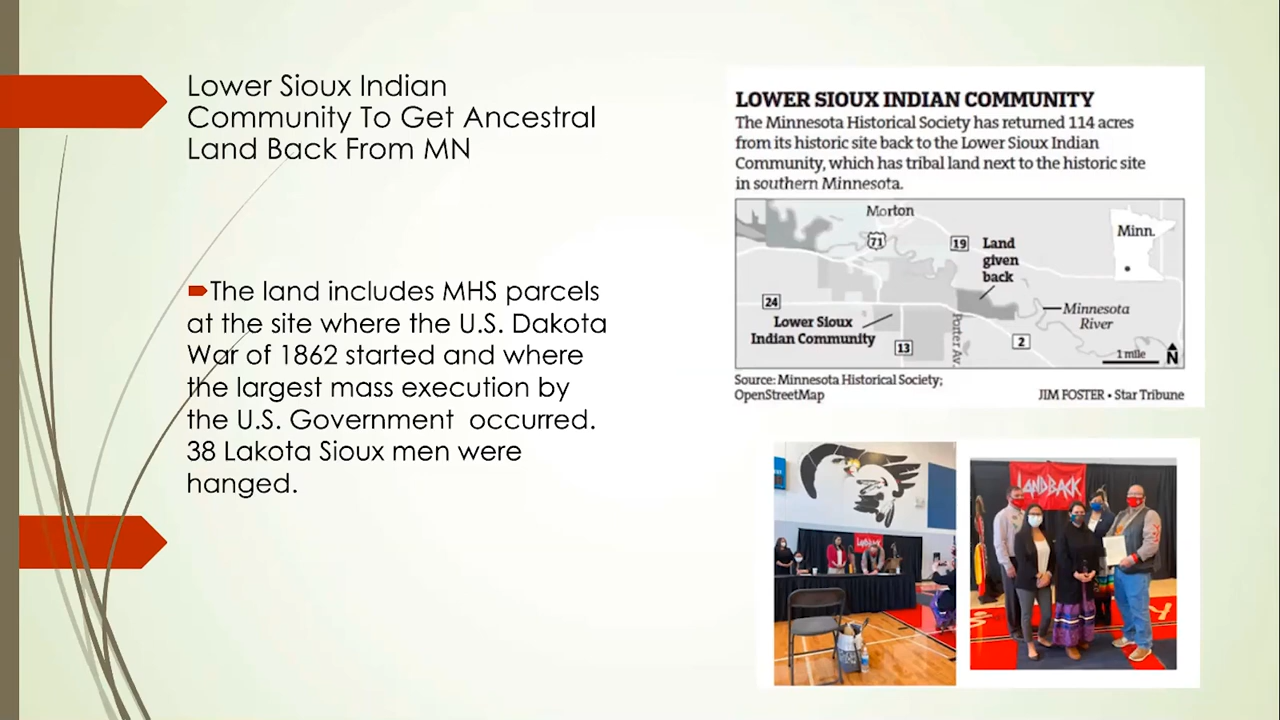 Lower Sioux Indian
Community To Get Ancestral
Land Back From MN
The land includes MHS parcels
at the site where the U.S. Dakota
War of 1862 started and where
the largest mass execution by
the U.S. Government occurred.
38 Lakota Sioux men were
hanged.
LOWER SIOUX INDIAN COMMUNITY
The Minnesota Historical Society has returned 114 acres
from its historic site back to the Lower Sioux Indian
Community, which has tribal land next to the historic site
in southern Minnesota.
Morton
Minn.
71
19
Land
given
back
24
Lower Sioux
Indian Community
Minnesota
River
Porter Av.
13
2
1 mile
N
Source: Minnesota Historical Society;
OpenStreetMap
JIM FOSTER • Star Tribune
LANDBACK
LANDBACK